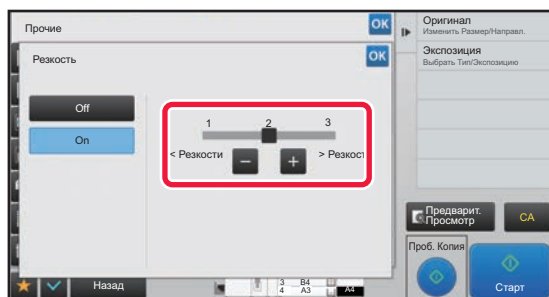 Прочие
OK
Резкость
OK
Off
On
1 2 3
< Резкости
> Резкост
Назад
3 B4
4 A3
A4
Оригинал
Изменить Размер/Направл.
Экспозиция
Выбрать Тип/Экспозицию
Предварит.
Просмотр
CA
Проб. Копия
Старт